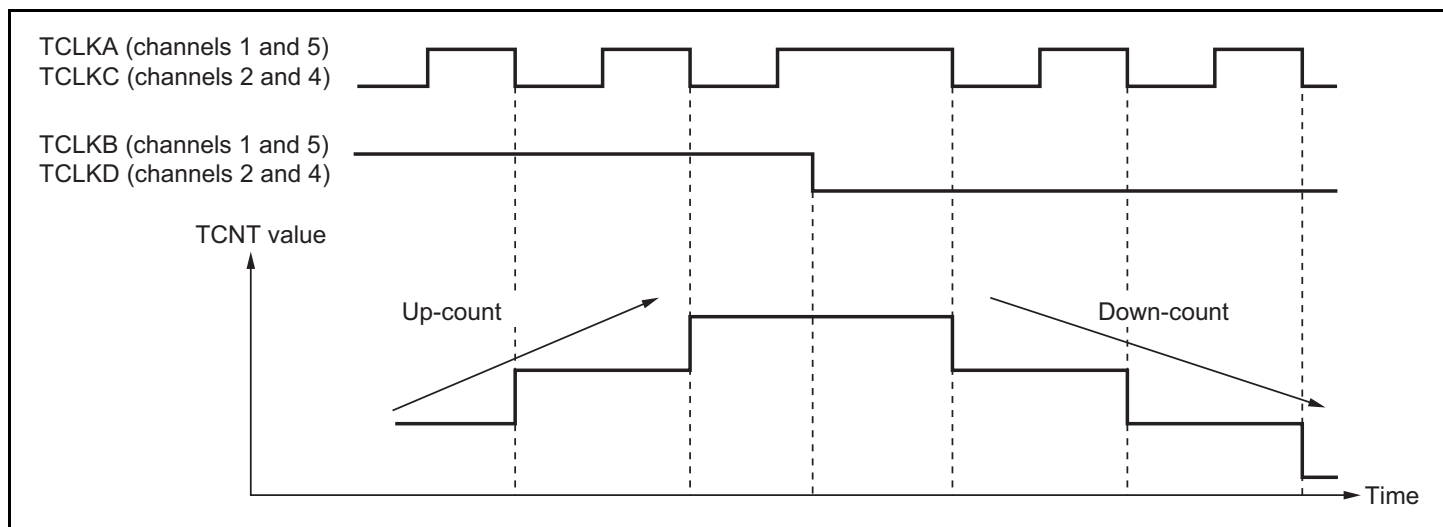 TCLKA (channels 1 and 5)
TCLKC (channels 2 and 4)
TCLKB (channels 1 and 5)
TCLKD (channels 2 and 4)
TCNT value
Up-count
Down-count
Time